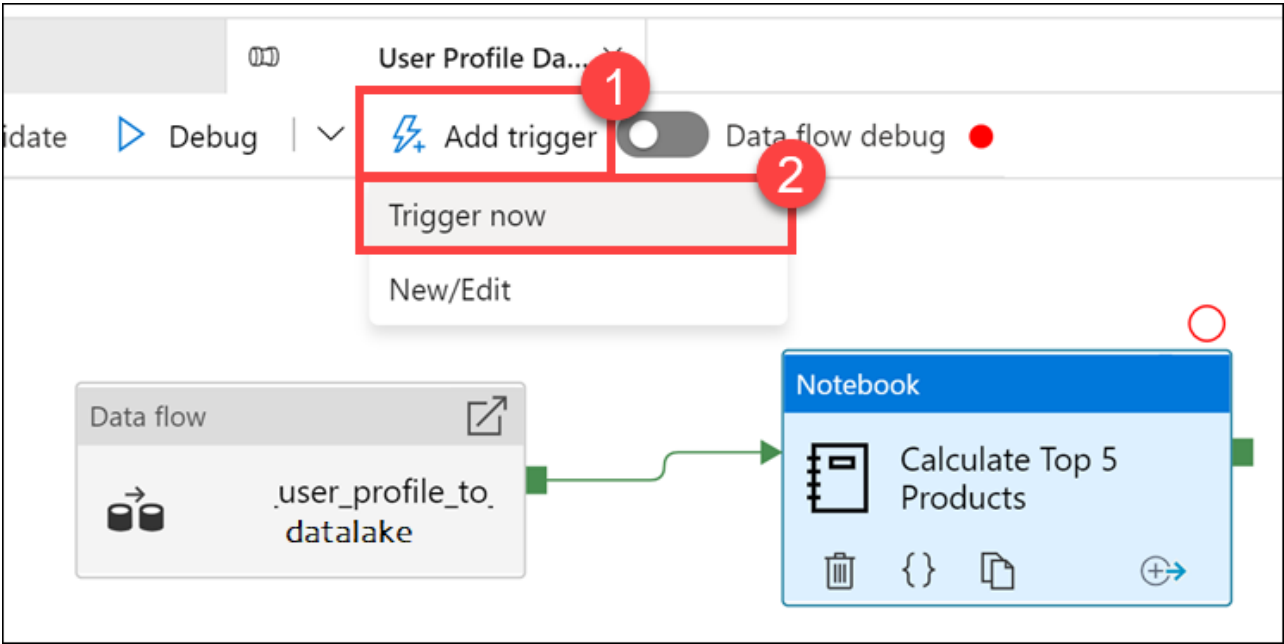 User Profile Da...
1
idate
Debug
Add trigger
Data flow debug
2
Trigger now
New/Edit
Notebook
Data flow
Calculate Top 5
Products
_user_profile_to_
datalake
{}